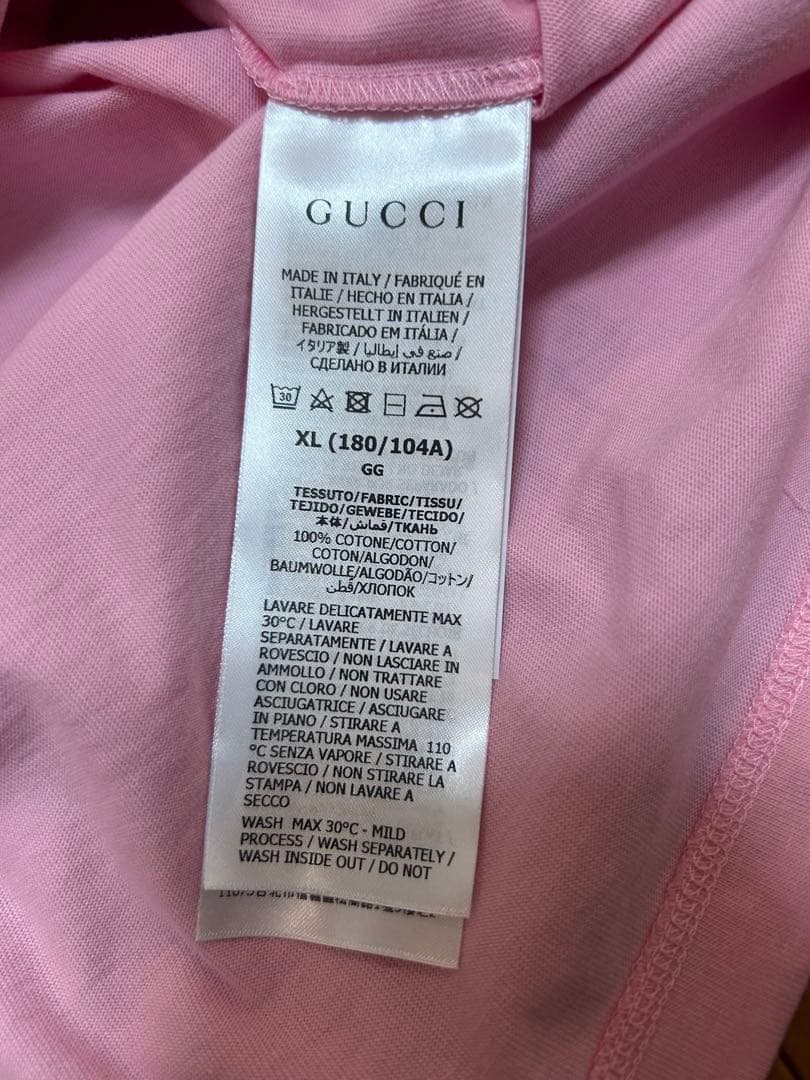 GUCCI
MADE IN ITALY / FABRIQUÉ EN
ITALIE / HECHO EN ITALIA /
HERGESTELLT IN ITALIEN /
FABRICADO EM ITÁLIA /
イタリア製 / صنع في إيطاليا /
СДЕЛАНО В ИТАЛИИ
30
XL (180/104A)
GG
TESSUTO/FABRIC/TISSU/
TEJIDO/GEWEBE/TECIDO/
本体/قماش/ТКАНЬ
100% COTONE/COTTON/
COTON/ALGODON/
BAUMWOLLE/ALGODÃO/コットン/
قطن/ХЛОПОК
LAVARE DELICATAMENTE MAX
30°C / LAVARE
SEPARATAMENTE / LAVARE A
ROVESCIO / NON LASCIARE IN
AMMOLLO / NON TRATTARE
CON CLORO / NON USARE
ASCIUGATRICE / ASCIUGARE
IN PIANO / STIRARE A
TEMPERATURA MASSIMA 110
°C SENZA VAPORE / STIRARE A
ROVESCIO / NON STIRARE LA
STAMPA / NON LAVARE A
SECCO
WASH MAX 30°C - MILD
PROCESS / WASH SEPARATELY /
WASH INSIDE OUT / DO NOT